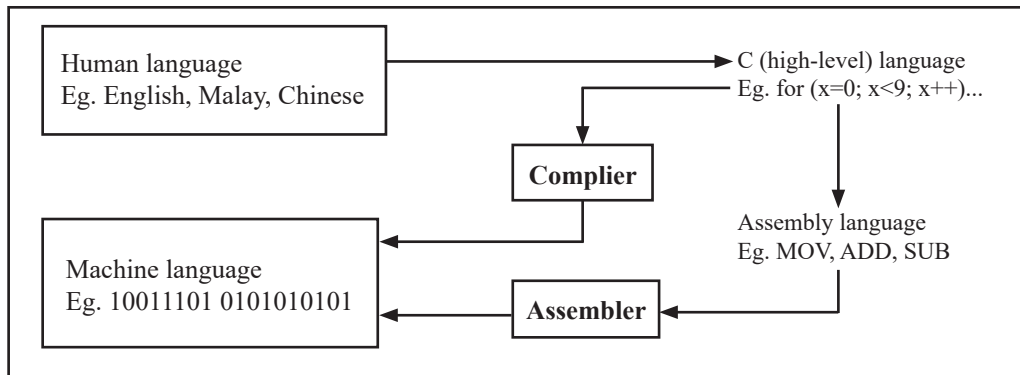 Human language
Eg. English, Malay, Chinese
C (high-level) language
Eg. for (x=0; x<9; x++)...
Complier
Assembly language
Eg. MOV, ADD, SUB
Machine language
Eg. 10011101 0101010101
Assembler